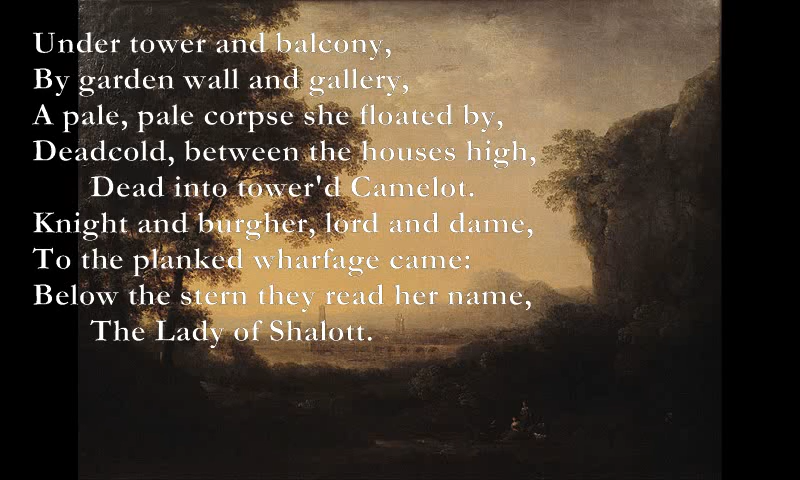 Under tower and balcony,
By garden wall and gallery,
A pale, pale corpse she floated by,
Deadcold, between the houses high,
Dead into tower'd Camelot.
Knight and burgher, lord and dame,
To the planked wharfage came:
Below the stern they read her name,
The Lady of Shalott.